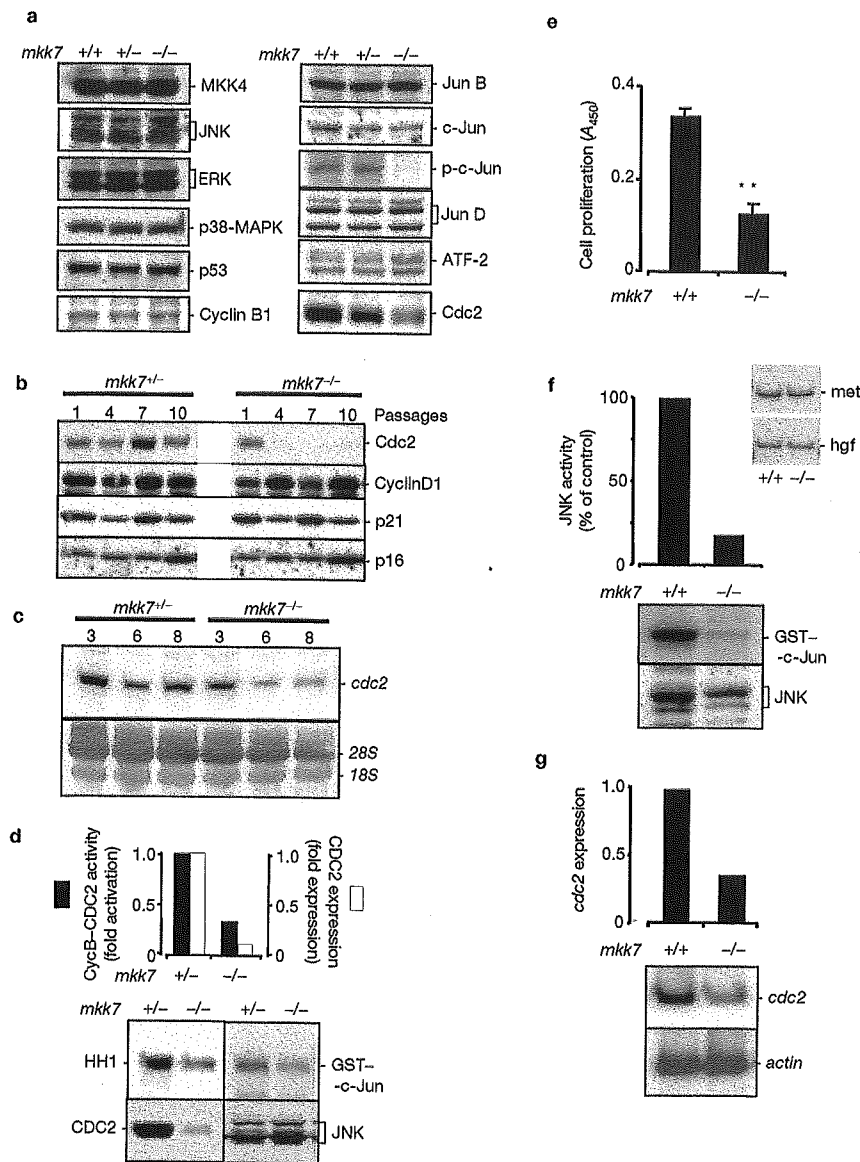 a
mkk7 +/+ +/– –/–
MKK4
JNK
ERK
p38-MAPK
p53
Cyclin B1
mkk7 +/+ +/– –/–
Jun B
c-Jun
p-c-Jun
Jun D
ATF-2
Cdc2
b
mkk7+/– mkk7–/–
1 4 7 10 1 4 7 10 Passages
Cdc2
CyclinD1
p21
p16
c
mkk7+/– mkk7–/–
3 6 8 3 6 8
cdc2
28S
18S
d
CycB–CDC2 activity
(fold activation)
1.0
0.5
0
1.0
0.5
0
CDC2 expression
(fold expression)
mkk7 +/– –/–
mkk7 +/– –/– +/– –/–
HH1
GST–
-c-Jun
CDC2
JNK
e
Cell proliferation (A450)
0.4
0.2
0
**
mkk7 +/+ –/–
f
JNK activity
(% of control)
100
50
0
met
hgf
+/+ –/–
mkk7 +/+ –/–
GST–
-c-Jun
JNK
g
cdc2 expression
1.0
0.5
0
mkk7 +/+ –/–
cdc2
actin